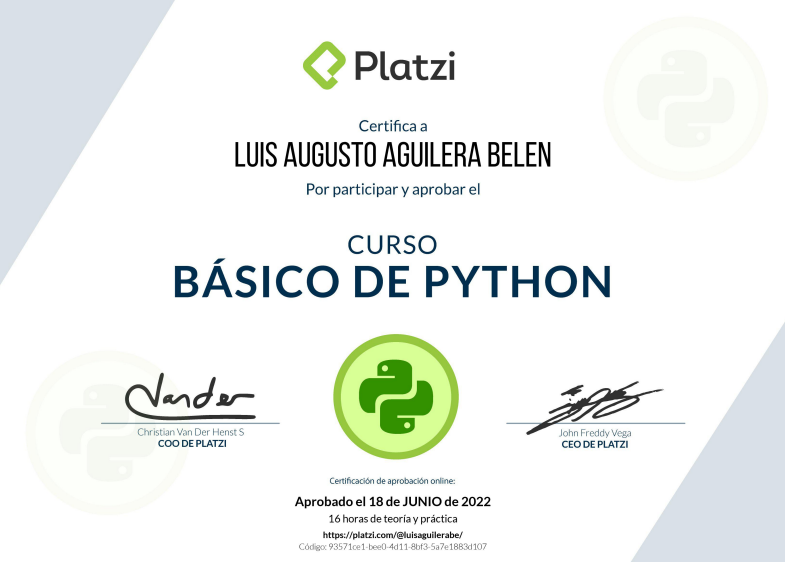 Platzi
Certifica a
LUIS AUGUSTO AGUILERA BELEN
Por participar y aprobar el
CURSO
BÁSICO DE PYTHON
Vander
Christian Van Der Henst S
COO DE PLATZI
John Freddy Vega
CEO DE PLATZI
Certificación de aprobación online:
Aprobado el 18 de JUNIO de 2022
16 horas de teoría y práctica
https://platzi.com/@luisaguilerabe/
Código: 93571ce1-bee0-4d11-8bf3-5a7e1883d107